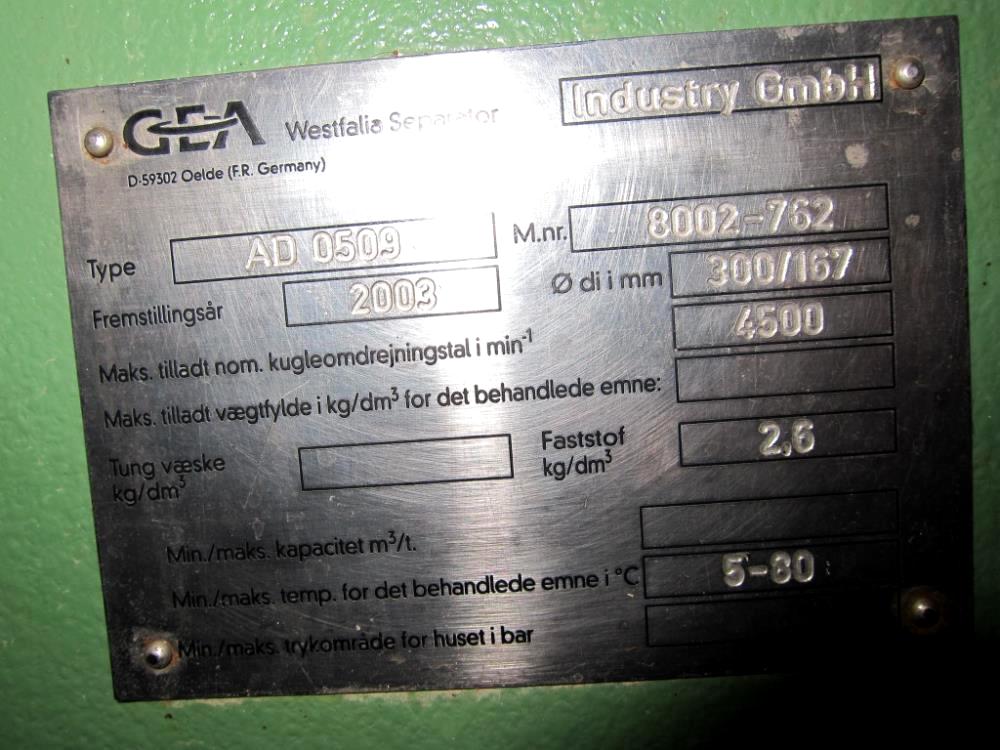 GEA Westfalia Separator Industry GmbH
D-59302 Oelde (F.R. Germany)
Type AD 0509 M.nr. 8002-762
Fremstillingsår 2003 Ø di i mm 300/167
Maks. tilladt nom. kugleomdrejningstal i min⁻¹ 4500
Maks. tilladt vægtfylde i kg/dm³ for det behandlede emne:
Tung væske kg/dm³ Faststof kg/dm³ 2,6
Min./maks. kapacitet m³/t.
Min./maks. temp. for det behandlede emne i °C 5-80
Min./maks. trykområde for huset i bar